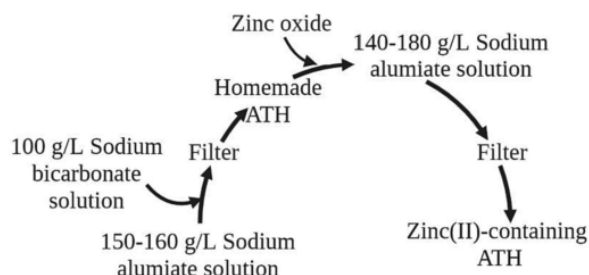 Zinc oxide
140-180 g/L Sodium
alumiate solution
Homemade
ATH
100 g/L Sodium
bicarbonate
solution
Filter
Filter
150-160 g/L Sodium
alumiate solution
Zinc(II)-containing
ATH